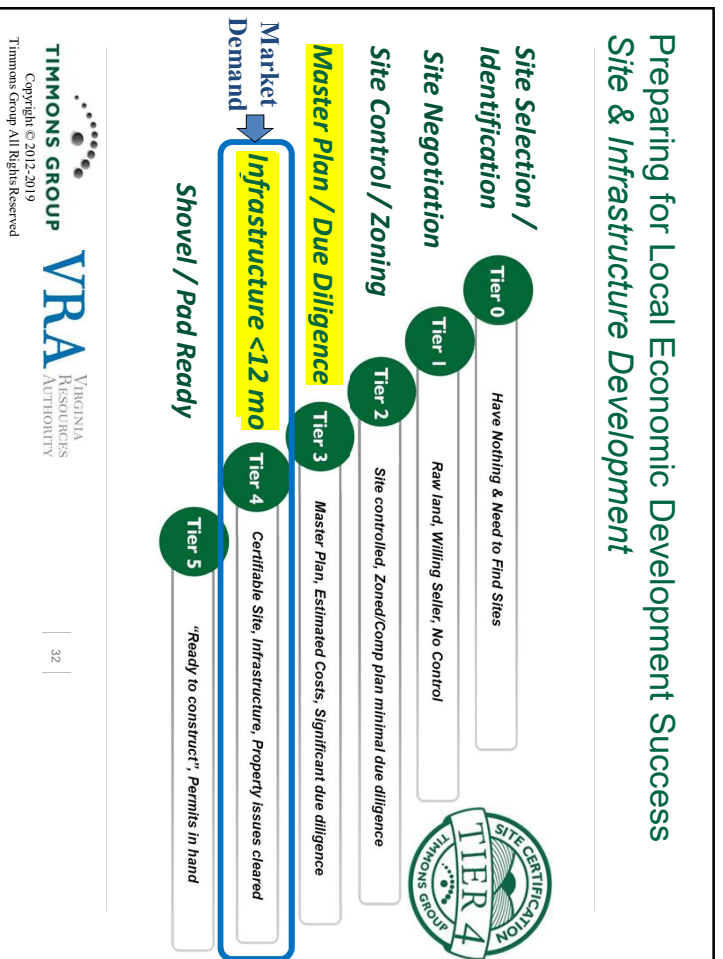 Preparing for Local Economic Development Success
Site & Infrastructure Development
Site Selection /
Identification
Tier 0
Have Nothing & Need to Find Sites
Site Negotiation
Tier I
Raw land, Willing Seller, No Control
Site Control / Zoning
Tier 2
Site controlled, Zoned/Comp plan minimal due diligence
Master Plan / Due Diligence
Tier 3
Master Plan, Estimated Costs, Significant due diligence
Market
Demand
Infrastructure <12 mo
Tier 4
Certifiable Site, Infrastructure, Property issues cleared
Shovel / Pad Ready
Tier 5
"Ready to construct", Permits in hand
SITE CERTIFICATION
TIER 4
TIMMONS GROUP
TIMMONS GROUP
Copyright © 2012-2019
Timmons Group All Rights Reserved
VRA
VIRGINIA
RESOURCES
AUTHORITY
32